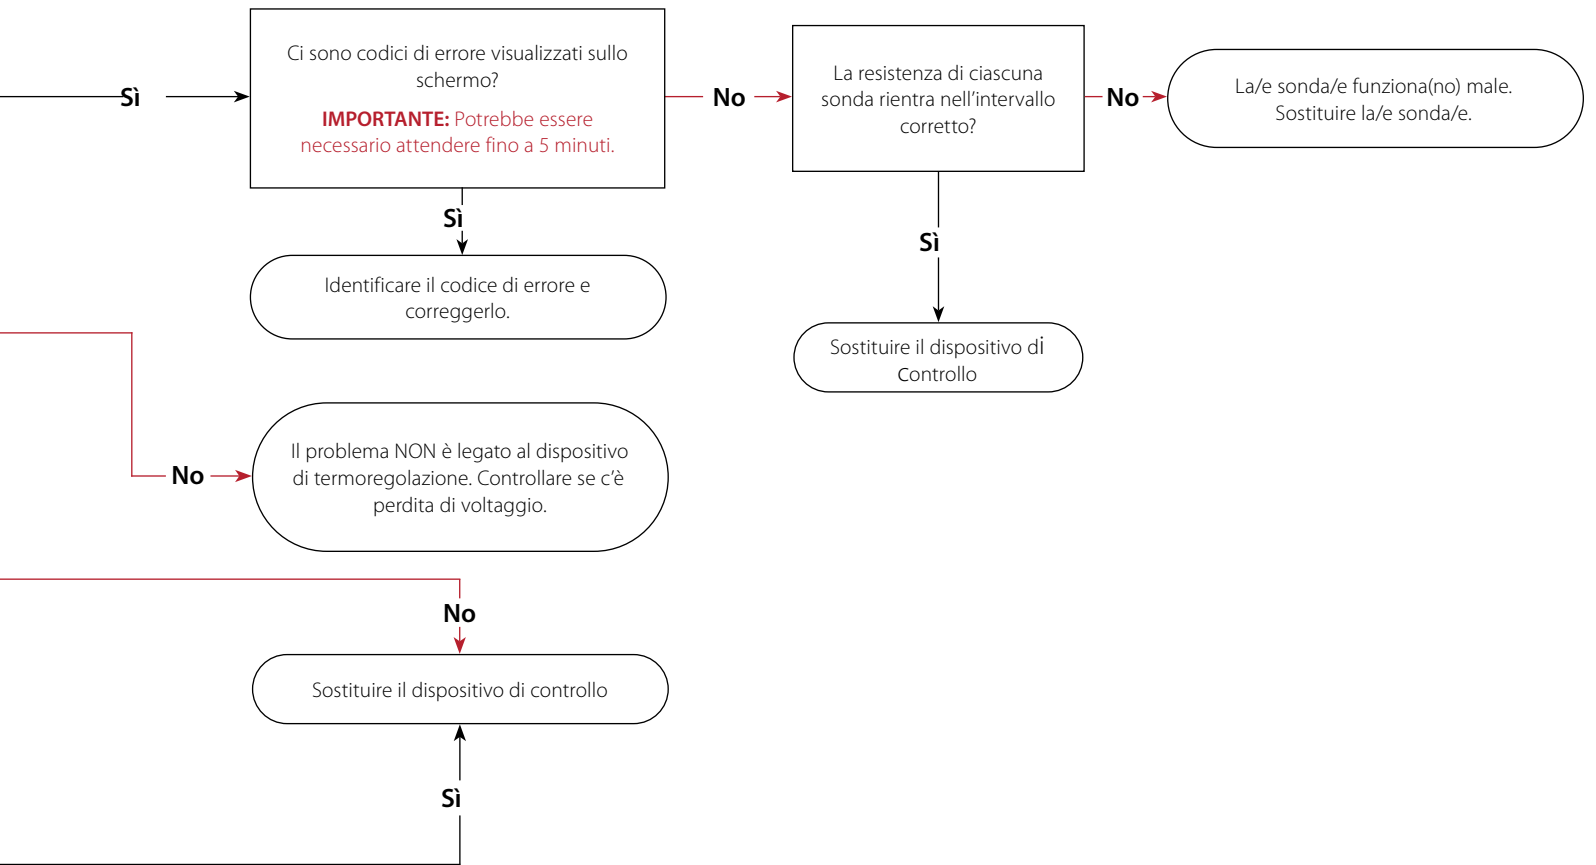 Sì
Ci sono codici di errore visualizzati sullo
schermo?
IMPORTANTE: Potrebbe essere
necessario attendere fino a 5 minuti.
No
La resistenza di ciascuna
sonda rientra nell'intervallo
corretto?
No
La/e sonda/e funziona(no) male.
Sostituire la/e sonda/e.
Sì
Identificare il codice di errore e
correggerlo.
Sì
Sostituire il dispositivo di
controllo
No
Il problema NON è legato al dispositivo
di termoregolazione. Controllare se c'è
perdita di voltaggio.
No
Sostituire il dispositivo di controllo
Sì